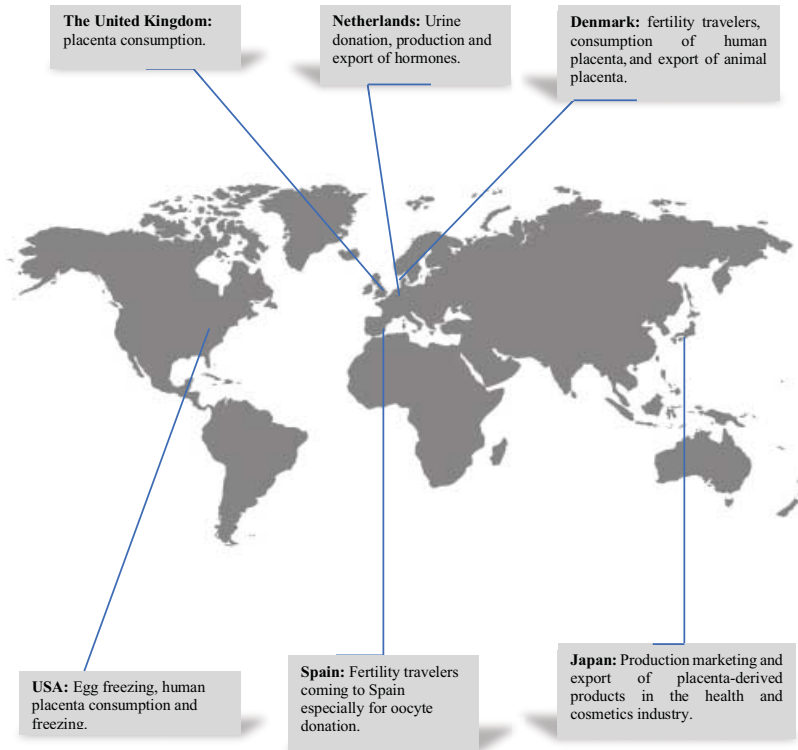 The United Kingdom:
placenta consumption.
Netherlands: Urine
donation, production and
export of hormones.
Denmark: fertility travelers,
consumption of human
placenta, and export of animal
placenta.
USA: Egg freezing, human
placenta consumption and
freezing.
Spain: Fertility travelers
coming to Spain
especially for oocyte
donation.
Japan: Production marketing and
export of placenta-derived
products in the health and
cosmetics industry.